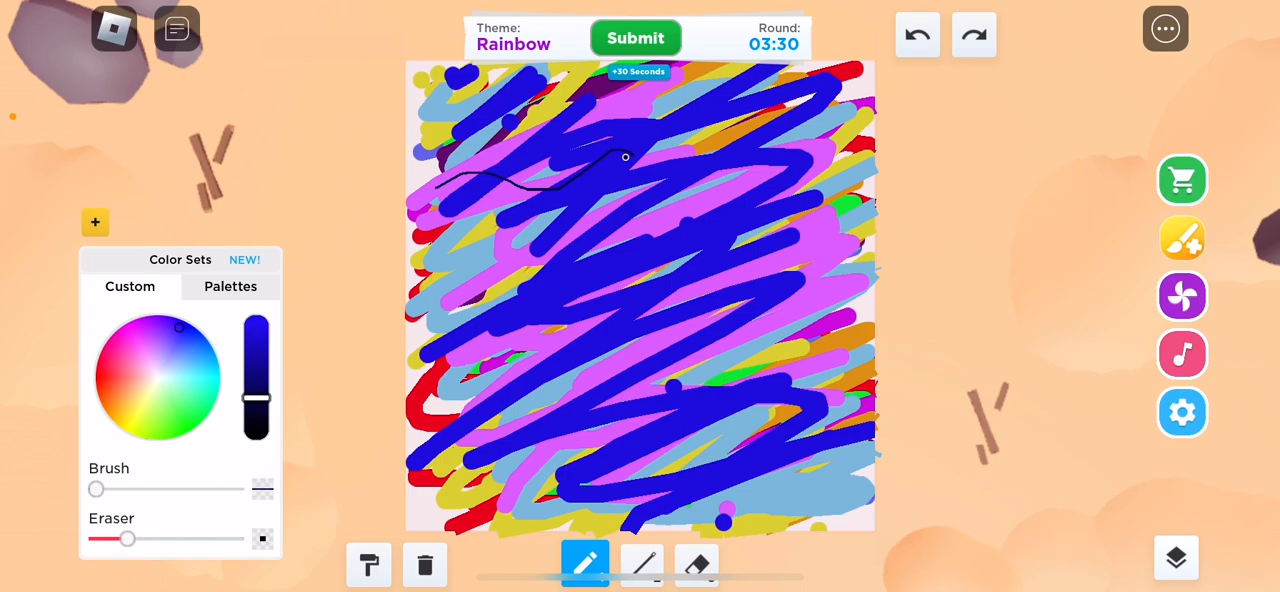 Theme:
Rainbow
Submit
Round:
03:30
+30 Seconds
+
Color Sets NEW!
Custom Palettes
Brush
Eraser